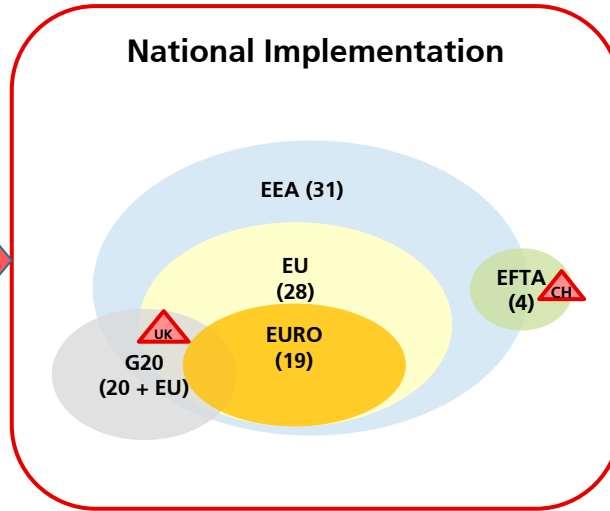 National Implementation
EEA (31)
EU
(28)
EFTA
(4)
CH
UK
EURO
(19)
G20
(20 + EU)